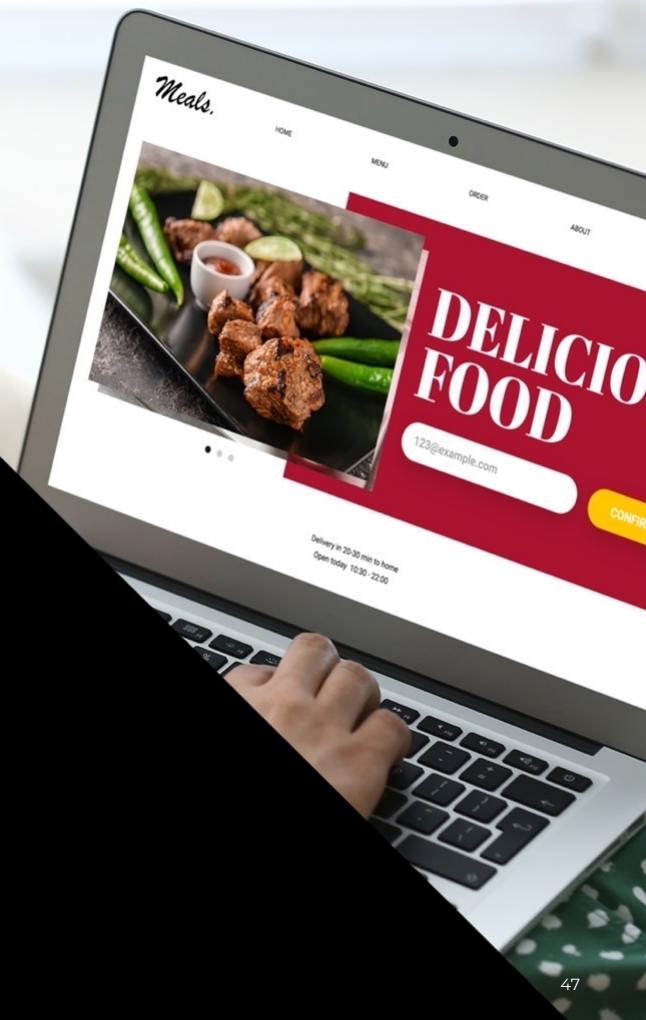 Meals.
HOME
MENU
ORDER
ABOUT
DELICIO
FOOD
123@example.com
CONFIR
Delivery in 20-30 min to home
Open today 10:30 - 22:00
47